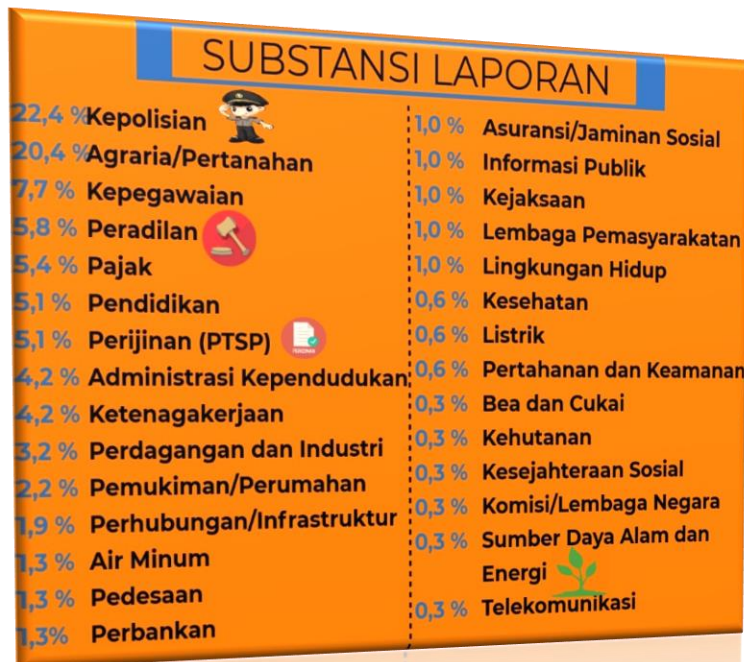 SUBSTANSI LAPORAN
22,4 % Kepolisian
20,4 % Agraria/Pertanahan
7,7 % Kepegawaian
5,8 % Peradilan
5,4 % Pajak
5,1 % Pendidikan
5,1 % Perijinan (PTSP)
4,2 % Administrasi Kependudukan
4,2 % Ketenagakerjaan
3,2 % Perdagangan dan Industri
2,2 % Pemukiman/Perumahan
1,9 % Perhubungan/Infrastruktur
1,3 % Air Minum
1,3 % Pedesaan
1,3% Perbankan
1,0 % Asuransi/Jaminan Sosial
1,0 % Informasi Publik
1,0 % Kejaksaan
1,0 % Lembaga Pemasyarakatan
1,0 % Lingkungan Hidup
0,6 % Kesehatan
0,6 % Listrik
0,6 % Pertahanan dan Keamanan
0,3 % Bea dan Cukai
0,3 % Kehutanan
0,3 % Kesejahteraan Sosial
0,3 % Komisi/Lembaga Negara
0,3 % Sumber Daya Alam dan
Energi
0,3 % Telekomunikasi